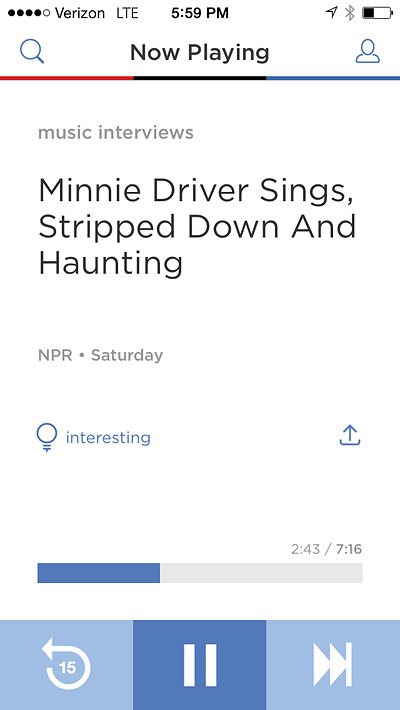 Verizon LTE 5:59 PM
Now Playing
music interviews
Minnie Driver Sings,
Stripped Down And
Haunting
NPR • Saturday
interesting
2:43 / 7:16
15